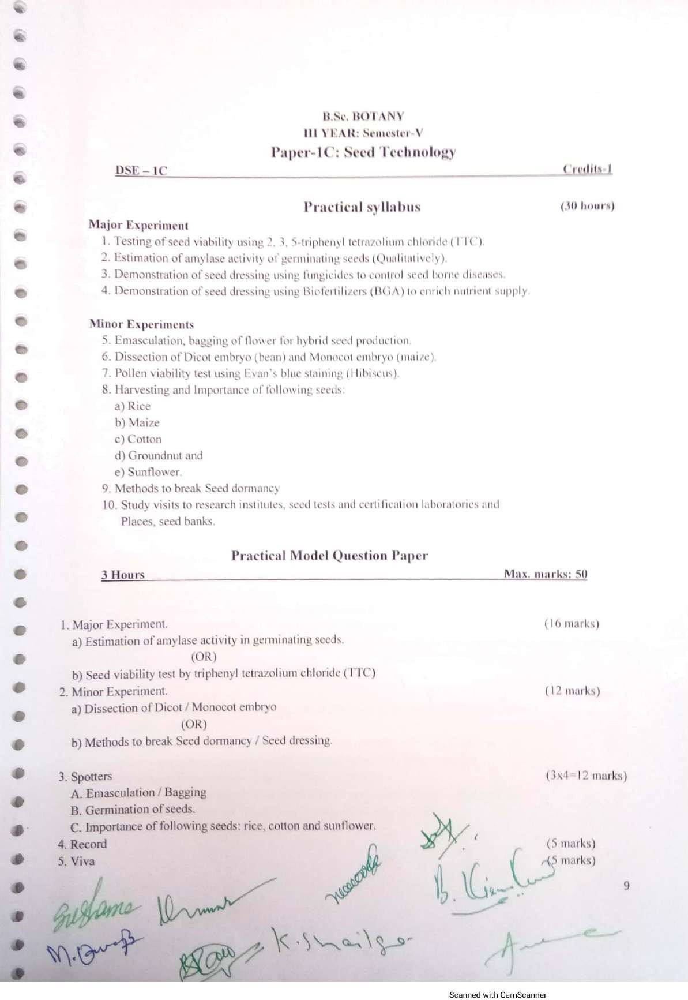 B.Sc. BOTANY
III YEAR: Semester-V
Paper-1C: Seed Technology
DSE – 1C Credits-1
Practical syllabus (30 hours)
Major Experiment
1. Testing of seed viability using 2, 3, 5-triphenyl tetrazolium chloride (TTC).
2. Estimation of amylase activity of germinating seeds (Qualitatively).
3. Demonstration of seed dressing using fungicides to control seed borne diseases.
4. Demonstration of seed dressing using Biofertilizers (BGA) to enrich nutrient supply.
Minor Experiments
5. Emasculation, bagging of flower for hybrid seed production.
6. Dissection of Dicot embryo (bean) and Monocot embryo (maize).
7. Pollen viability test using Evan's blue staining (Hibiscus).
8. Harvesting and Importance of following seeds:
a) Rice
b) Maize
c) Cotton
d) Groundnut and
e) Sunflower.
9. Methods to break Seed dormancy
10. Study visits to research institutes, seed tests and certification laboratories and
Places, seed banks.
Practical Model Question Paper
3 Hours Max. marks: 50
1. Major Experiment. (16 marks)
a) Estimation of amylase activity in germinating seeds.
(OR)
b) Seed viability test by triphenyl tetrazolium chloride (TTC)
2. Minor Experiment. (12 marks)
a) Dissection of Dicot / Monocot embryo
(OR)
b) Methods to break Seed dormancy / Seed dressing.
3. Spotters (3x4=12 marks)
A. Emasculation / Bagging
B. Germination of seeds.
C. Importance of following seeds: rice, cotton and sunflower.
4. Record (5 marks)
5. Viva (5 marks)
9
Scanned with CamScanner